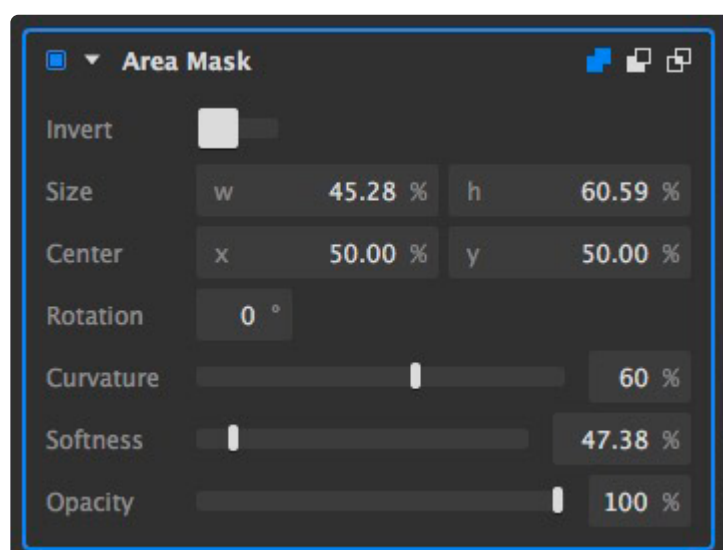 Area Mask
Invert
Size w 45.28 % h 60.59 %
Center x 50.00 % y 50.00 %
Rotation 0 °
Curvature 60 %
Softness 47.38 %
Opacity 100 %